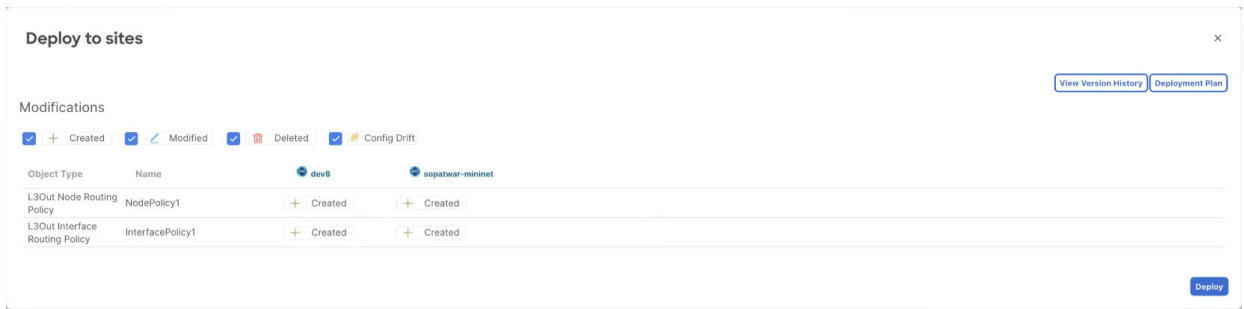 Deploy to sites
View Version History Deployment Plan
Modifications
Created Modified Deleted Config Drift
Object Type Name dev8 sopatwar-mininet
L3Out Node Routing
Policy
NodePolicy1 Created Created
L3Out Interface
Routing Policy
InterfacePolicy1 Created Created
Deploy